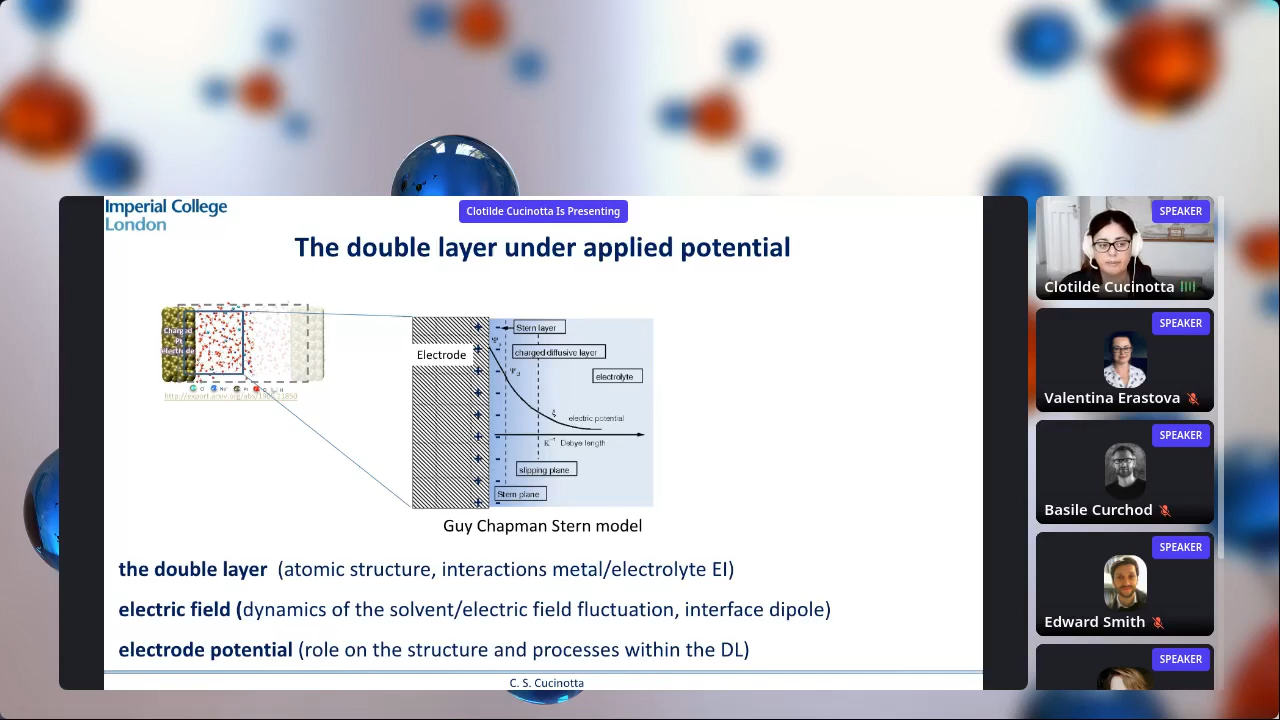 Imperial College
London
Clotilde Cucinotta Is Presenting
The double layer under applied potential
Charged
Pt
electrode
Electrode
Stern layer
charged diffusive layer
electrolyte
electric potential
Debye length
slipping plane
Stern plane
Guy Chapman Stern model
the double layer (atomic structure, interactions metal/electrolyte EI)
electric field (dynamics of the solvent/electric field fluctuation, interface dipole)
electrode potential (role on the structure and processes within the DL)
C. S. Cucinotta
SPEAKER
Clotilde Cucinotta
SPEAKER
Valentina Erastova
SPEAKER
Basile Curchod
SPEAKER
Edward Smith
SPEAKER